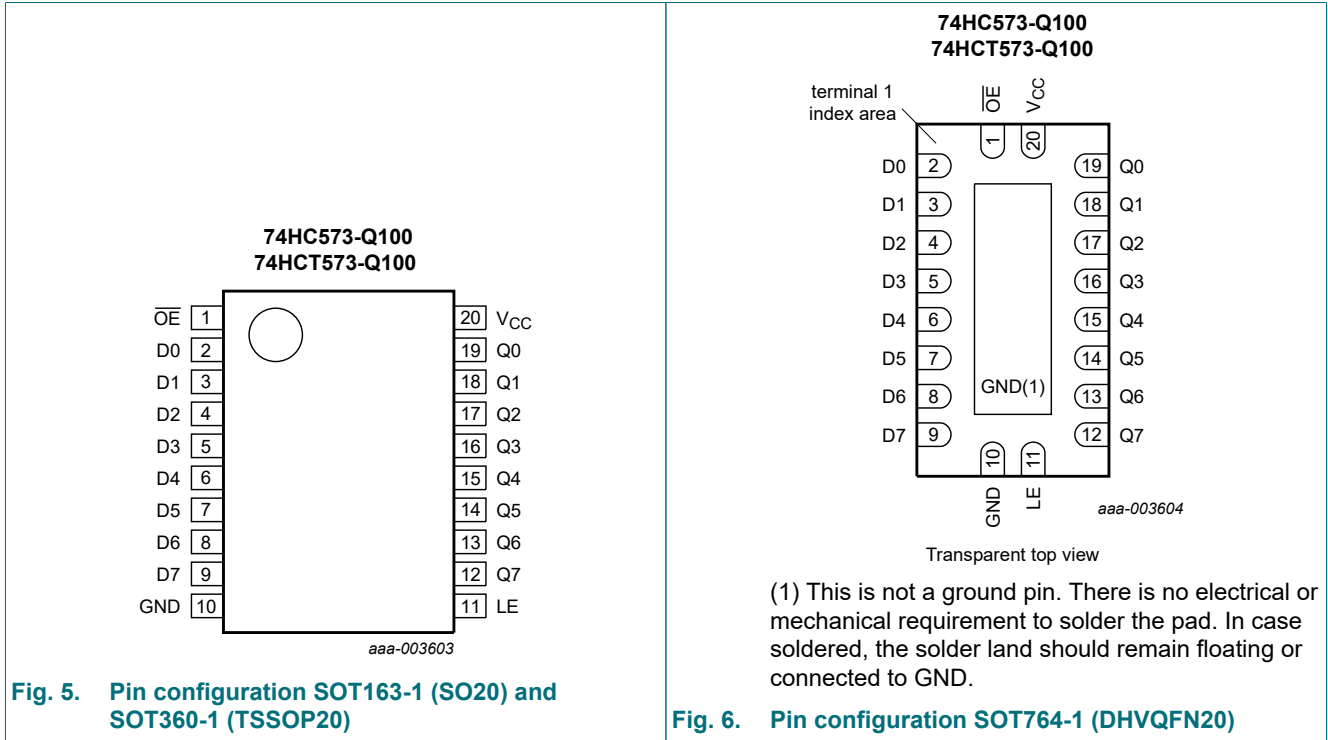 74HC573-Q100
74HCT573-Q100
OE 1
D0 2
D1 3
D2 4
D3 5
D4 6
D5 7
D6 8
D7 9
GND 10
20 VCC
19 Q0
18 Q1
17 Q2
16 Q3
15 Q4
14 Q5
13 Q6
12 Q7
11 LE
aaa-003603
Fig. 5. Pin configuration SOT163-1 (SO20) and
SOT360-1 (TSSOP20)
74HC573-Q100
74HCT573-Q100
terminal 1
index area
OE
VCC
1
20
D0 2
D1 3
D2 4
D3 5
D4 6
D5 7
D6 8
D7 9
19 Q0
18 Q1
17 Q2
16 Q3
15 Q4
14 Q5
13 Q6
12 Q7
GND(1)
10
11
GND
LE
aaa-003604
Transparent top view
(1) This is not a ground pin. There is no electrical or
mechanical requirement to solder the pad. In case
soldered, the solder land should remain floating or
connected to GND.
Fig. 6. Pin configuration SOT764-1 (DHVQFN20)